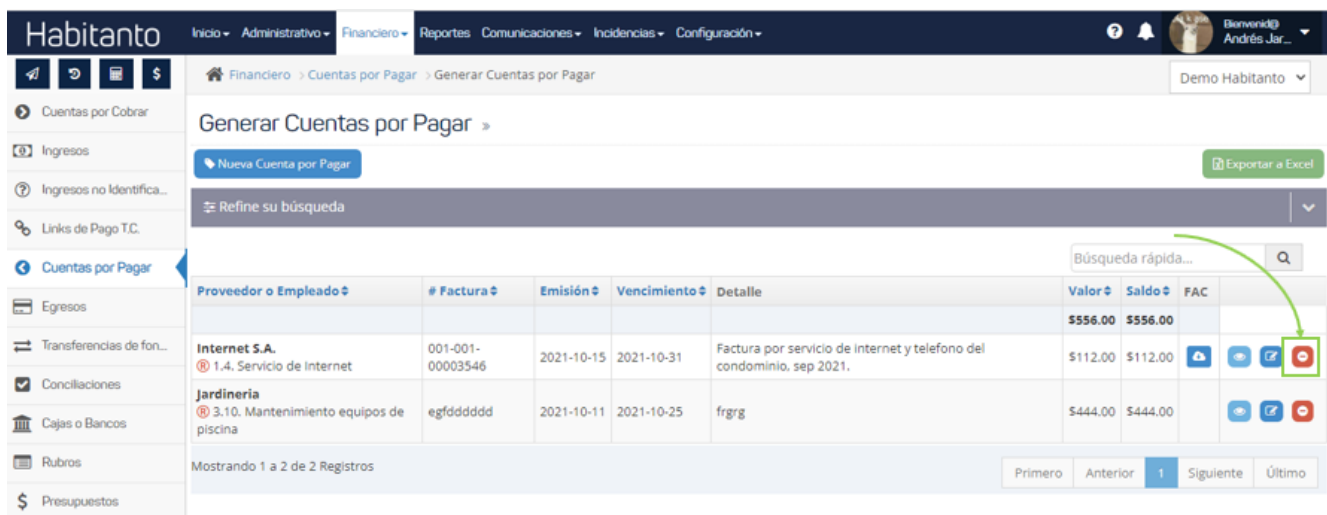 Habitanto
Inicio Administrativo Financiero Reportes Comunicaciones Incidencias Configuración
Bienvenid@
Andrés Jar...
Financiero > Cuentas por Pagar > Generar Cuentas por Pagar
Demo Habitanto
Cuentas por Cobrar
Ingresos
Ingresos no Identifica...
Links de Pago T.C.
Cuentas por Pagar
Egresos
Transferencias de fon...
Conciliaciones
Cajas o Bancos
Rubros
$ Presupuestos
Generar Cuentas por Pagar »
Nueva Cuenta por Pagar
Exportar a Excel
Refine su búsqueda
Búsqueda rápida...
Proveedor o Empleado # Factura Emisión Vencimiento Detalle Valor Saldo FAC
$556.00 $556.00
Internet S.A.
® 1.4. Servicio de Internet
001-001-
00003546
2021-10-15 2021-10-31
Factura por servicio de internet y telefono del
condominio, sep 2021.
$112.00 $112.00
Jardineria
® 3.10. Mantenimiento equipos de
piscina
egfdddddd
2021-10-11 2021-10-25
frgrg
$444.00 $444.00
Mostrando 1 a 2 de 2 Registros
Primero Anterior 1 Siguiente Último